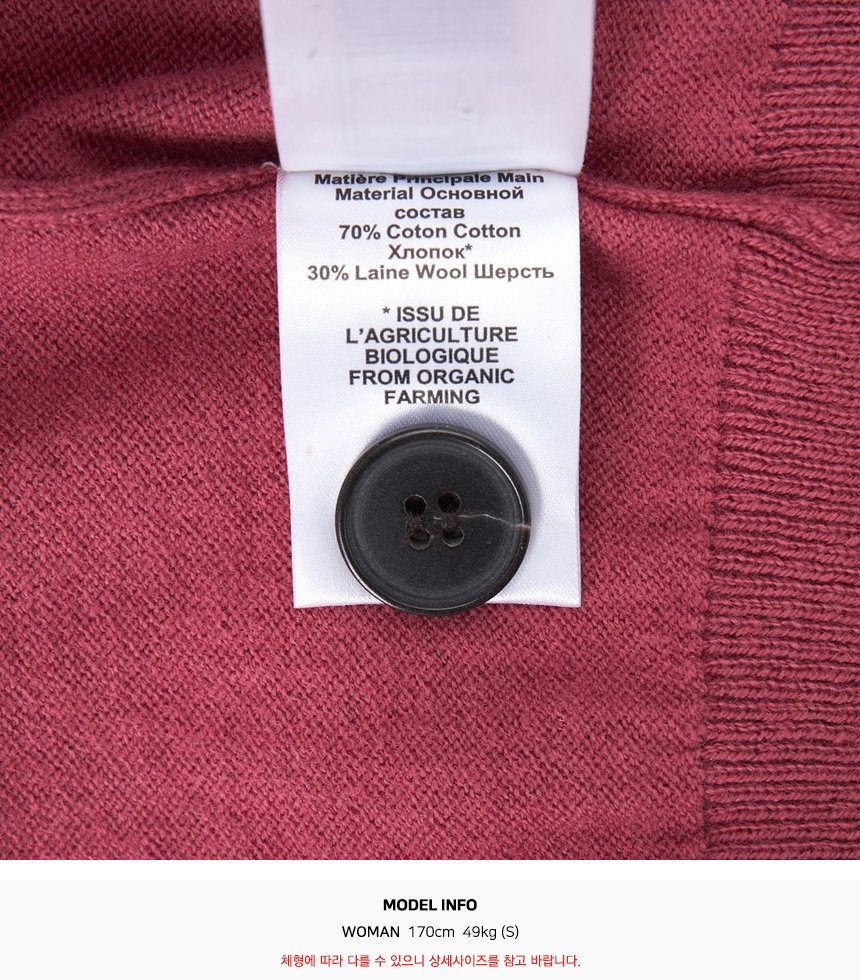 Matière Principale Main
Material Основной
состав
70% Coton Cotton
Хлопок*
30% Laine Wool Шерсть
* ISSU DE
L'AGRICULTURE
BIOLOGIQUE
FROM ORGANIC
FARMING
MODEL INFO
WOMAN 170cm 49kg (S)
체형에 따라 다를 수 있으니 상세사이즈를 참고 바랍니다.